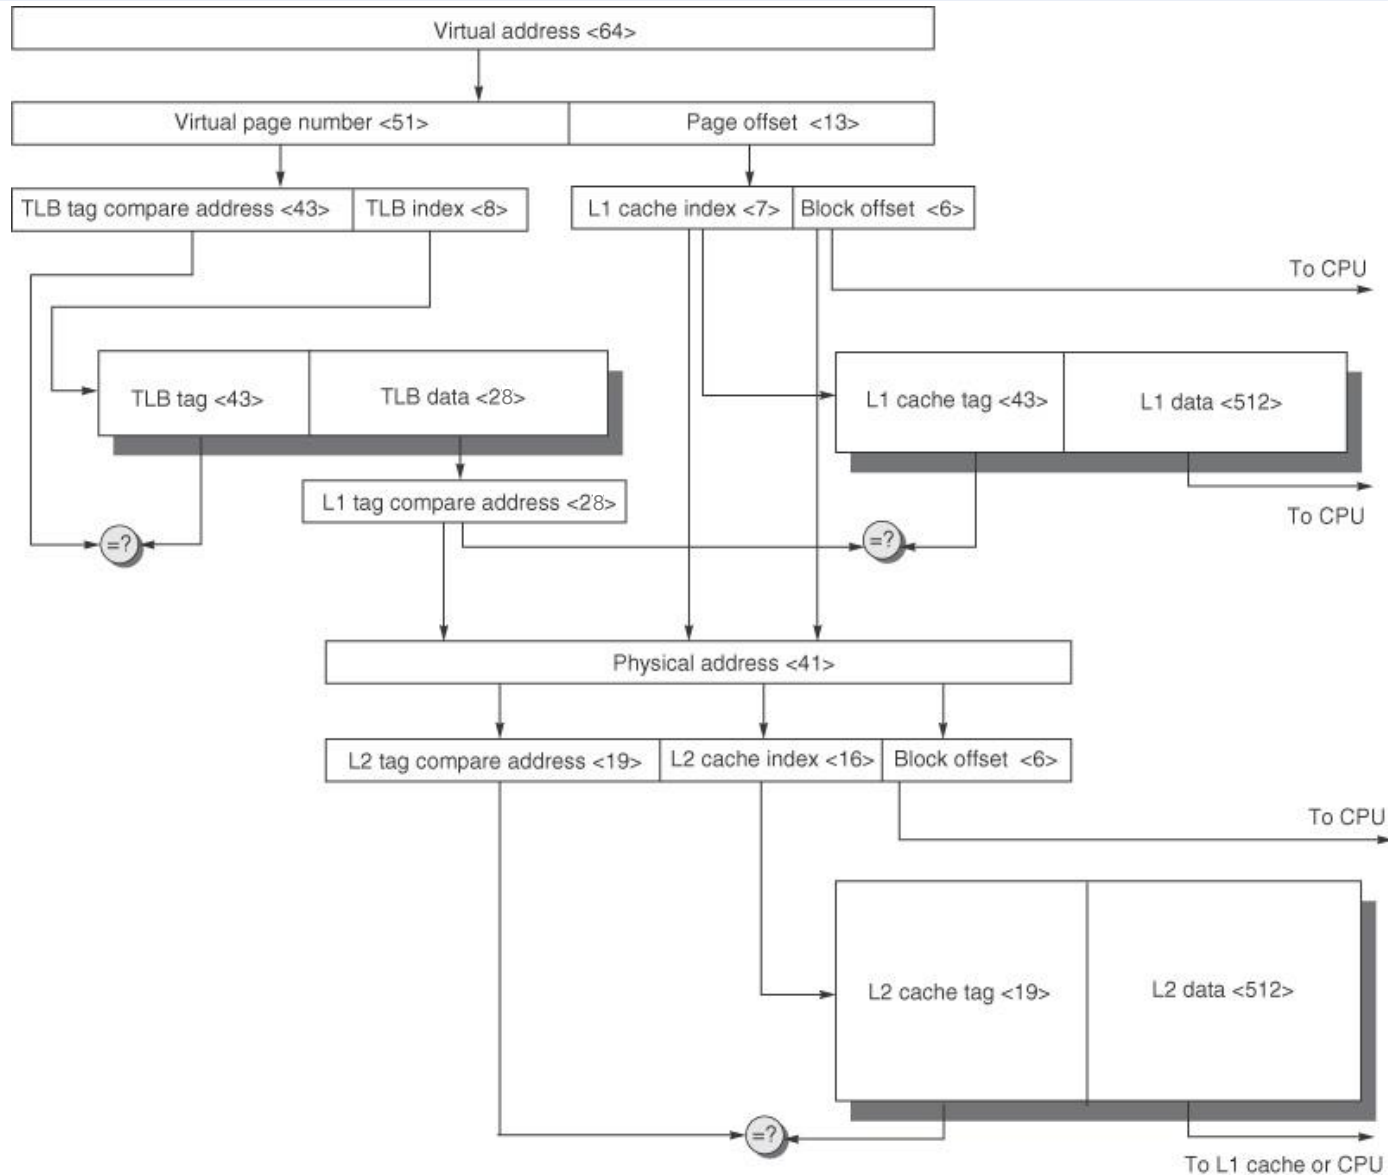 Virtual address <64>
Virtual page number <51>
Page offset <13>
TLB tag compare address <43>
TLB index <8>
L1 cache index <7>
Block offset <6>
To CPU
TLB tag <43>
TLB data <28>
L1 cache tag <43>
L1 data <512>
L1 tag compare address <28>
To CPU
=?
=?
Physical address <41>
L2 tag compare address <19>
L2 cache index <16>
Block offset <6>
To CPU
L2 cache tag <19>
L2 data <512>
=?
To L1 cache or CPU